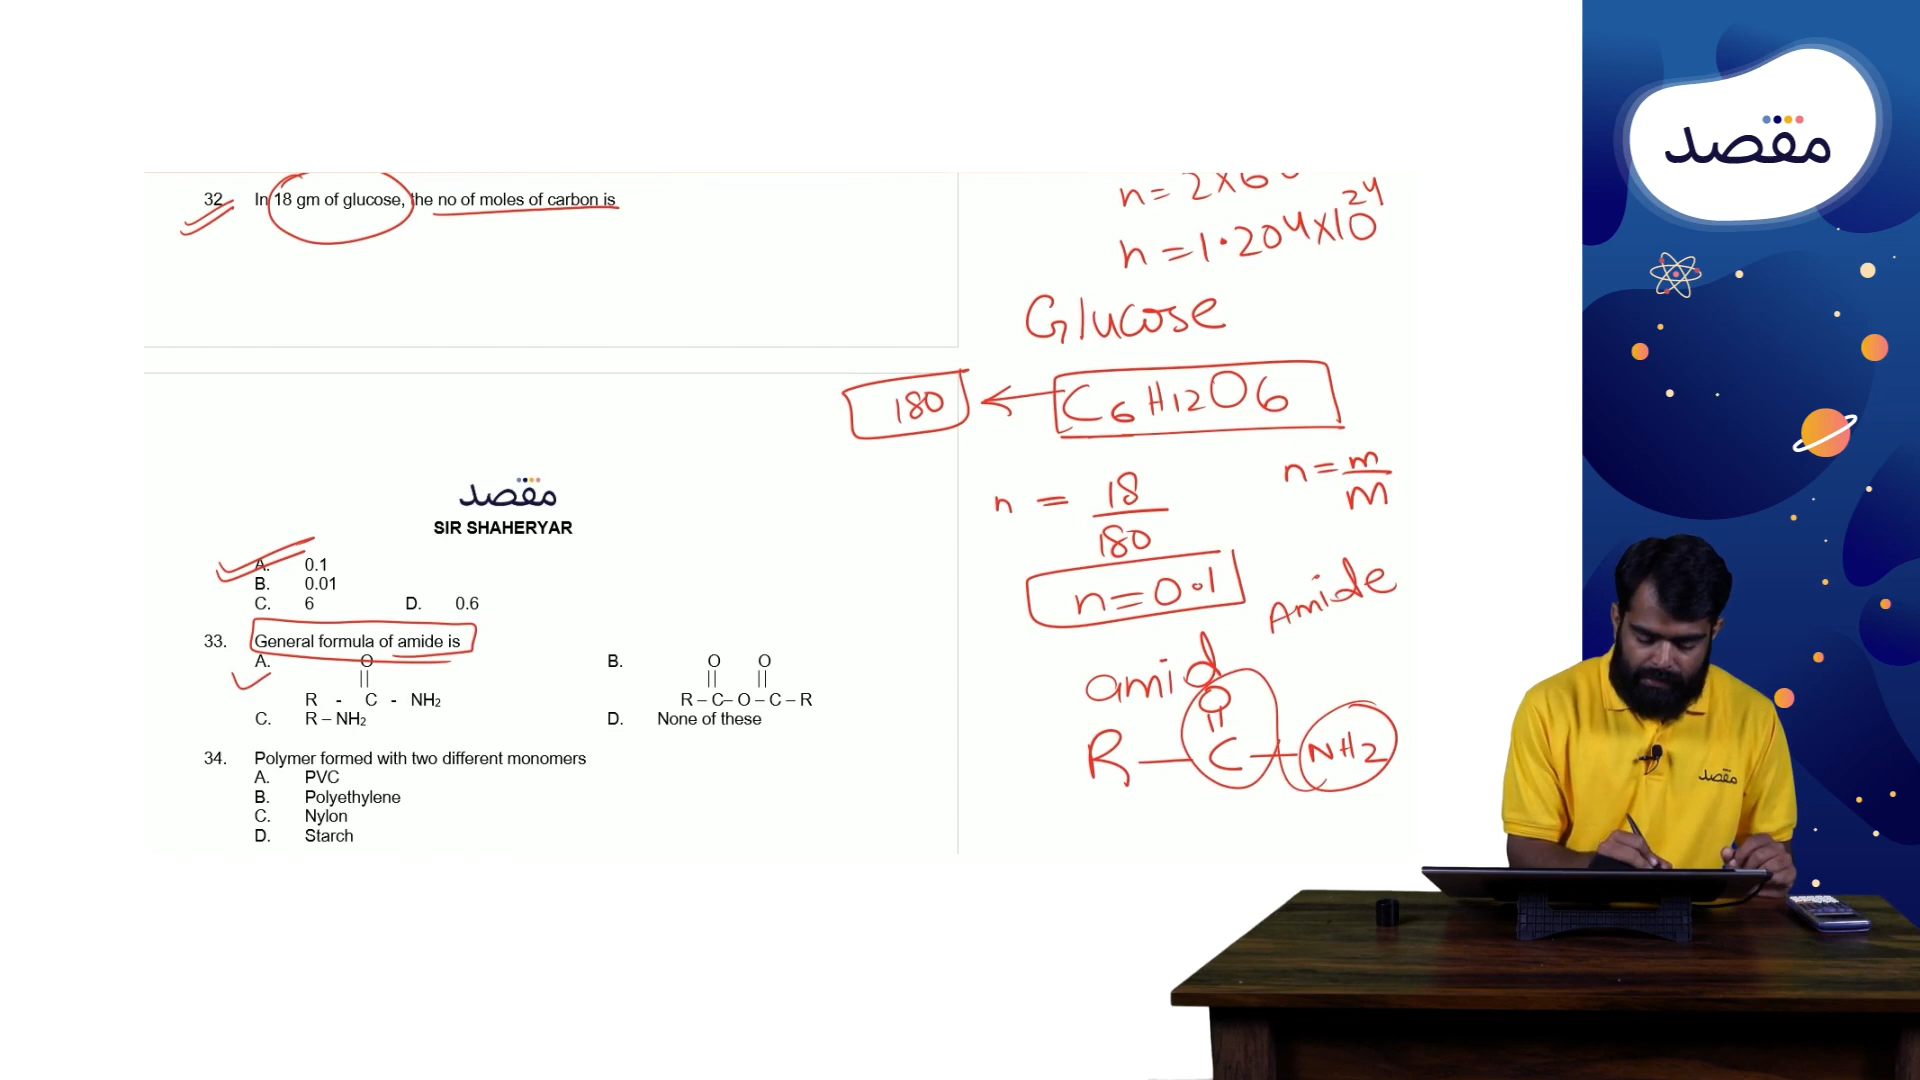 مقصد
32. In 18 gm of glucose, the no of moles of carbon is
n= 2x6
n=1.204x10²⁴
Glucose
180 ← C6H12O6
n = 18/180
n = m/M
n=0.1
مقصد
SIR SHAHERYAR
A. 0.1
B. 0.01
C. 6 D. 0.6
33. General formula of amide is
A. O
||
R - C - NH2
B. O O
|| ||
R – C – O – C – R
C. R – NH2
D. None of these
34. Polymer formed with two different monomers
A. PVC
B. Polyethylene
C. Nylon
D. Starch
Amide
amid
O
||
R — C — NH2
مقصد